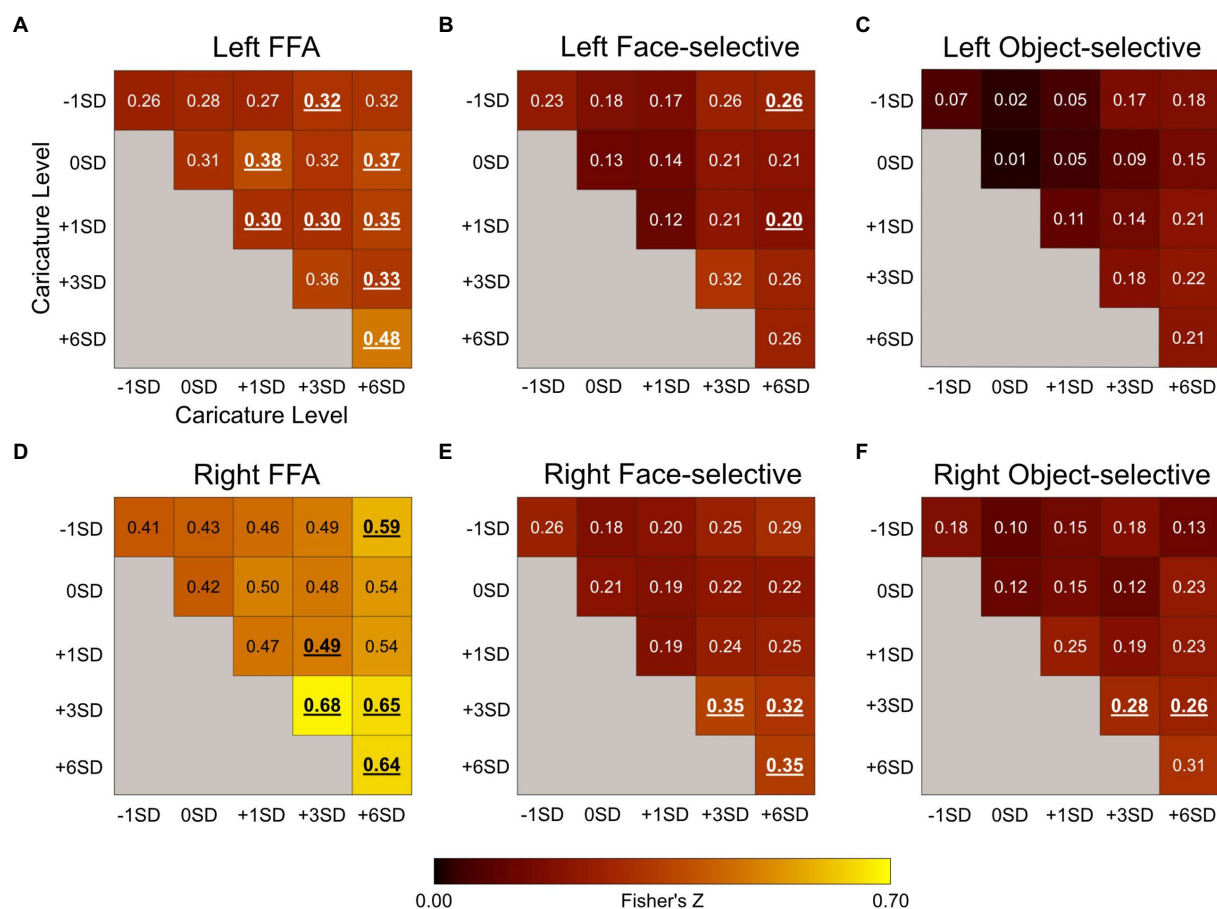 A
Left FFA
-1SD 0.26 0.28 0.27 0.32 0.32
0SD 0.31 0.38 0.32 0.37
+1SD 0.30 0.30 0.35
+3SD 0.36 0.33
+6SD 0.48
-1SD 0SD +1SD +3SD +6SD
Caricature Level
Caricature Level
B
Left Face-selective
-1SD 0.23 0.18 0.17 0.26 0.26
0SD 0.13 0.14 0.21 0.21
+1SD 0.12 0.21 0.20
+3SD 0.32 0.26
+6SD 0.26
-1SD 0SD +1SD +3SD +6SD
C
Left Object-selective
-1SD 0.07 0.02 0.05 0.17 0.18
0SD 0.01 0.05 0.09 0.15
+1SD 0.11 0.14 0.21
+3SD 0.18 0.22
+6SD 0.21
-1SD 0SD +1SD +3SD +6SD
D
Right FFA
-1SD 0.41 0.43 0.46 0.49 0.59
0SD 0.42 0.50 0.48 0.54
+1SD 0.47 0.49 0.54
+3SD 0.68 0.65
+6SD 0.64
-1SD 0SD +1SD +3SD +6SD
E
Right Face-selective
-1SD 0.26 0.18 0.20 0.25 0.29
0SD 0.21 0.19 0.22 0.22
+1SD 0.19 0.24 0.25
+3SD 0.35 0.32
+6SD 0.35
-1SD 0SD +1SD +3SD +6SD
F
Right Object-selective
-1SD 0.18 0.10 0.15 0.18 0.13
0SD 0.12 0.15 0.12 0.23
+1SD 0.25 0.19 0.23
+3SD 0.28 0.26
+6SD 0.31
-1SD 0SD +1SD +3SD +6SD
0.00 Fisher's Z 0.70